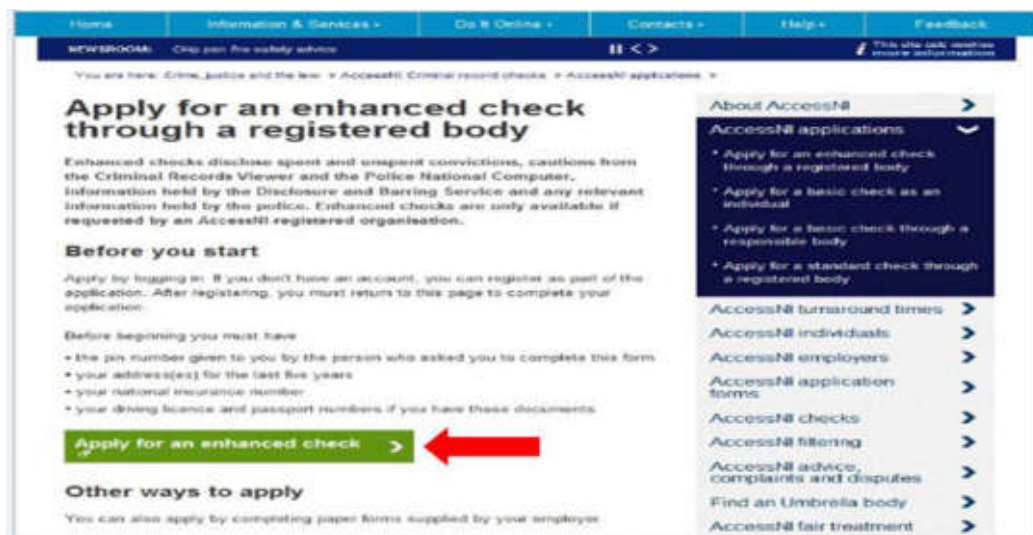 Home Information & Services Do It Online Contacts Help Feedback
NEWSROOM: Chip pan fire safety advice
You are here: Crime, justice and the law » AccessNI Criminal record checks » AccessNI applications »
Apply for an enhanced check
through a registered body
Enhanced checks disclose spent and unspent convictions, cautions from
the Criminal Records Viewer and the Police National Computer,
information held by the Disclosure and Barring Service and any relevant
information held by the police. Enhanced checks are only available if
requested by an AccessNI registered organisation.
Before you start
Apply by logging in. If you don't have an account, you can register as part of the
application. After registering, you must return to this page to complete your
application.
Before beginning you must have
• the pin number given to you by the person who asked you to complete this form
• your address(es) for the last five years
• your national insurance number
• your driving licence and passport numbers if you have these documents
Apply for an enhanced check
Other ways to apply
You can also apply by completing paper forms supplied by your employer
This site
more information
About AccessNI
AccessNI applications
• Apply for an enhanced check
through a registered body
• Apply for a basic check as an
individual
• Apply for a basic check through a
responsible body
• Apply for a standard check through
a registered body
AccessNI turnaround times
AccessNI individuals
AccessNI employers
AccessNI application
forms
AccessNI checks
AccessNI filtering
AccessNI advice,
complaints and disputes
Find an Umbrella body
AccessNI fair treatment